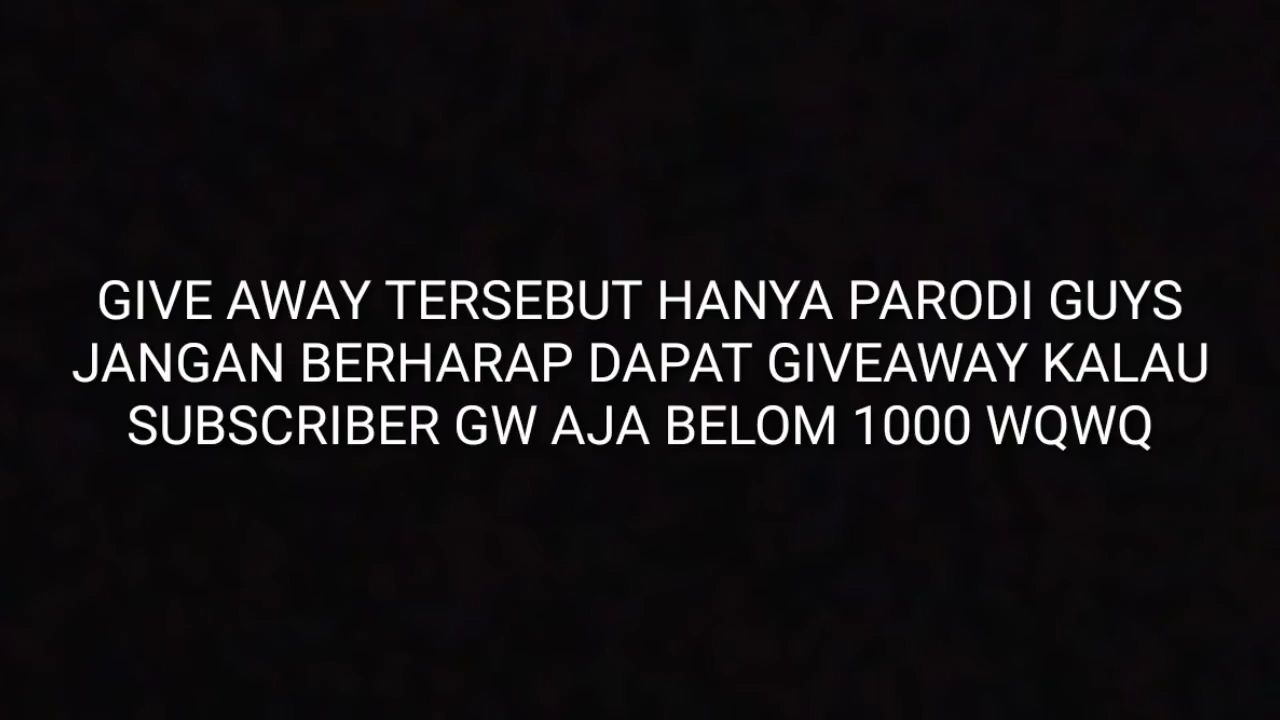 GIVE AWAY TERSEBUT HANYA PARODI GUYS
JANGAN BERHARAP DAPAT GIVEAWAY KALAU
SUBSCRIBER GW AJA BELOM 1000 WQWQ